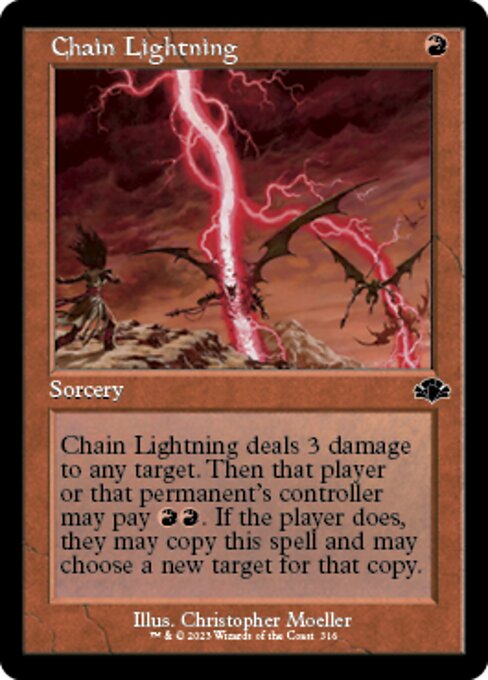 Chain Lightning
Sorcery
Chain Lightning deals 3 damage
to any target. Then that player
or that permanent's controller
may pay. If the player does,
they may copy this spell and may
choose a new target for that copy.
Illus. Christopher Moeller
™ & © 2023 Wizards of the Coast 316